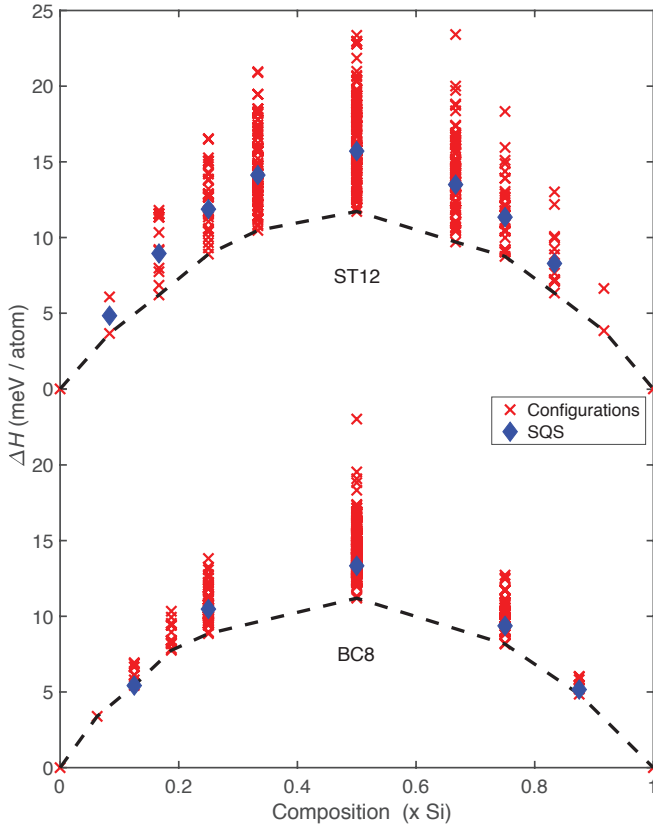 25
20
15
10
5
0
ST12
ΔH (meV / atom)
Configurations
SQS
20
15
10
5
0
BC8
0 0.2 0.4 0.6 0.8 1
Composition (x Si)